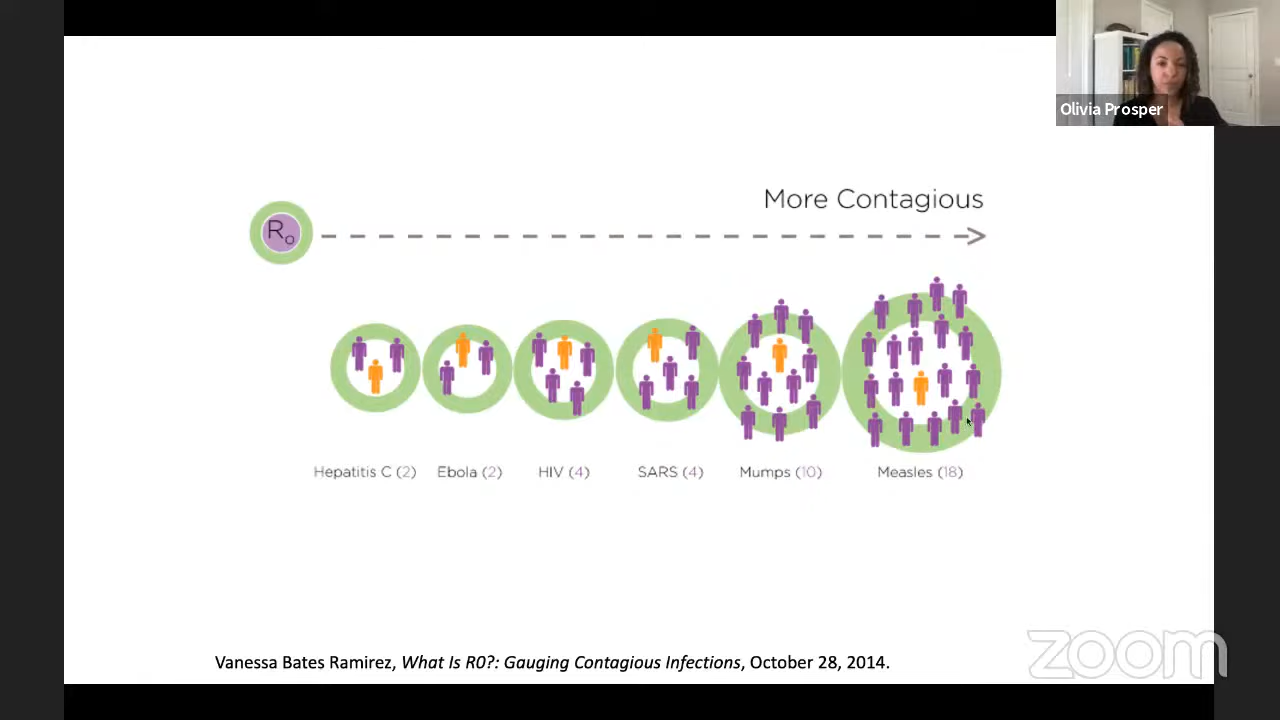 Olivia Prosper
More Contagious
Ro
Hepatitis C (2)
Ebola (2)
HIV (4)
SARS (4)
Mumps (10)
Measles (18)
Vanessa Bates Ramirez, What Is R0?: Gauging Contagious Infections, October 28, 2014.
zoom